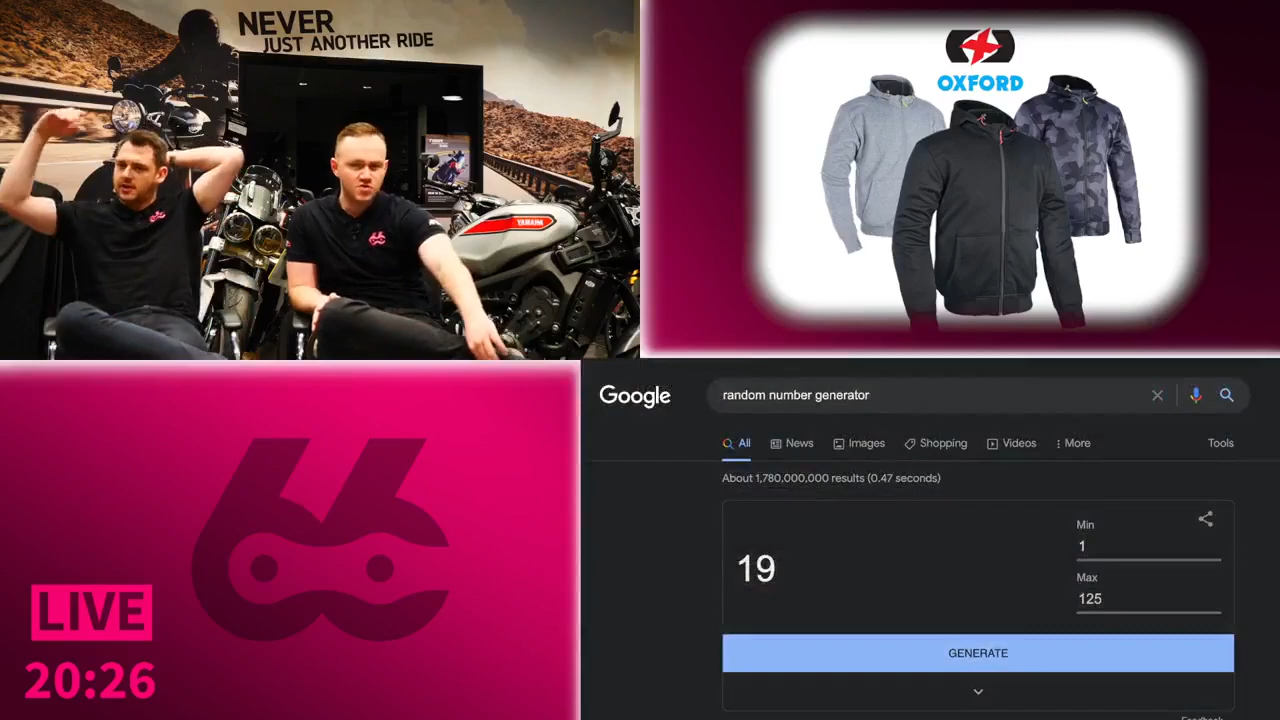 NEVER
JUST ANOTHER RIDE
YAMAHA
OXFORD
LIVE
20:26
Google
random number generator
All
News
Images
Shopping
Videos
More
Tools
About 1,780,000,000 results (0.47 seconds)
19
Min
1
Max
125
GENERATE